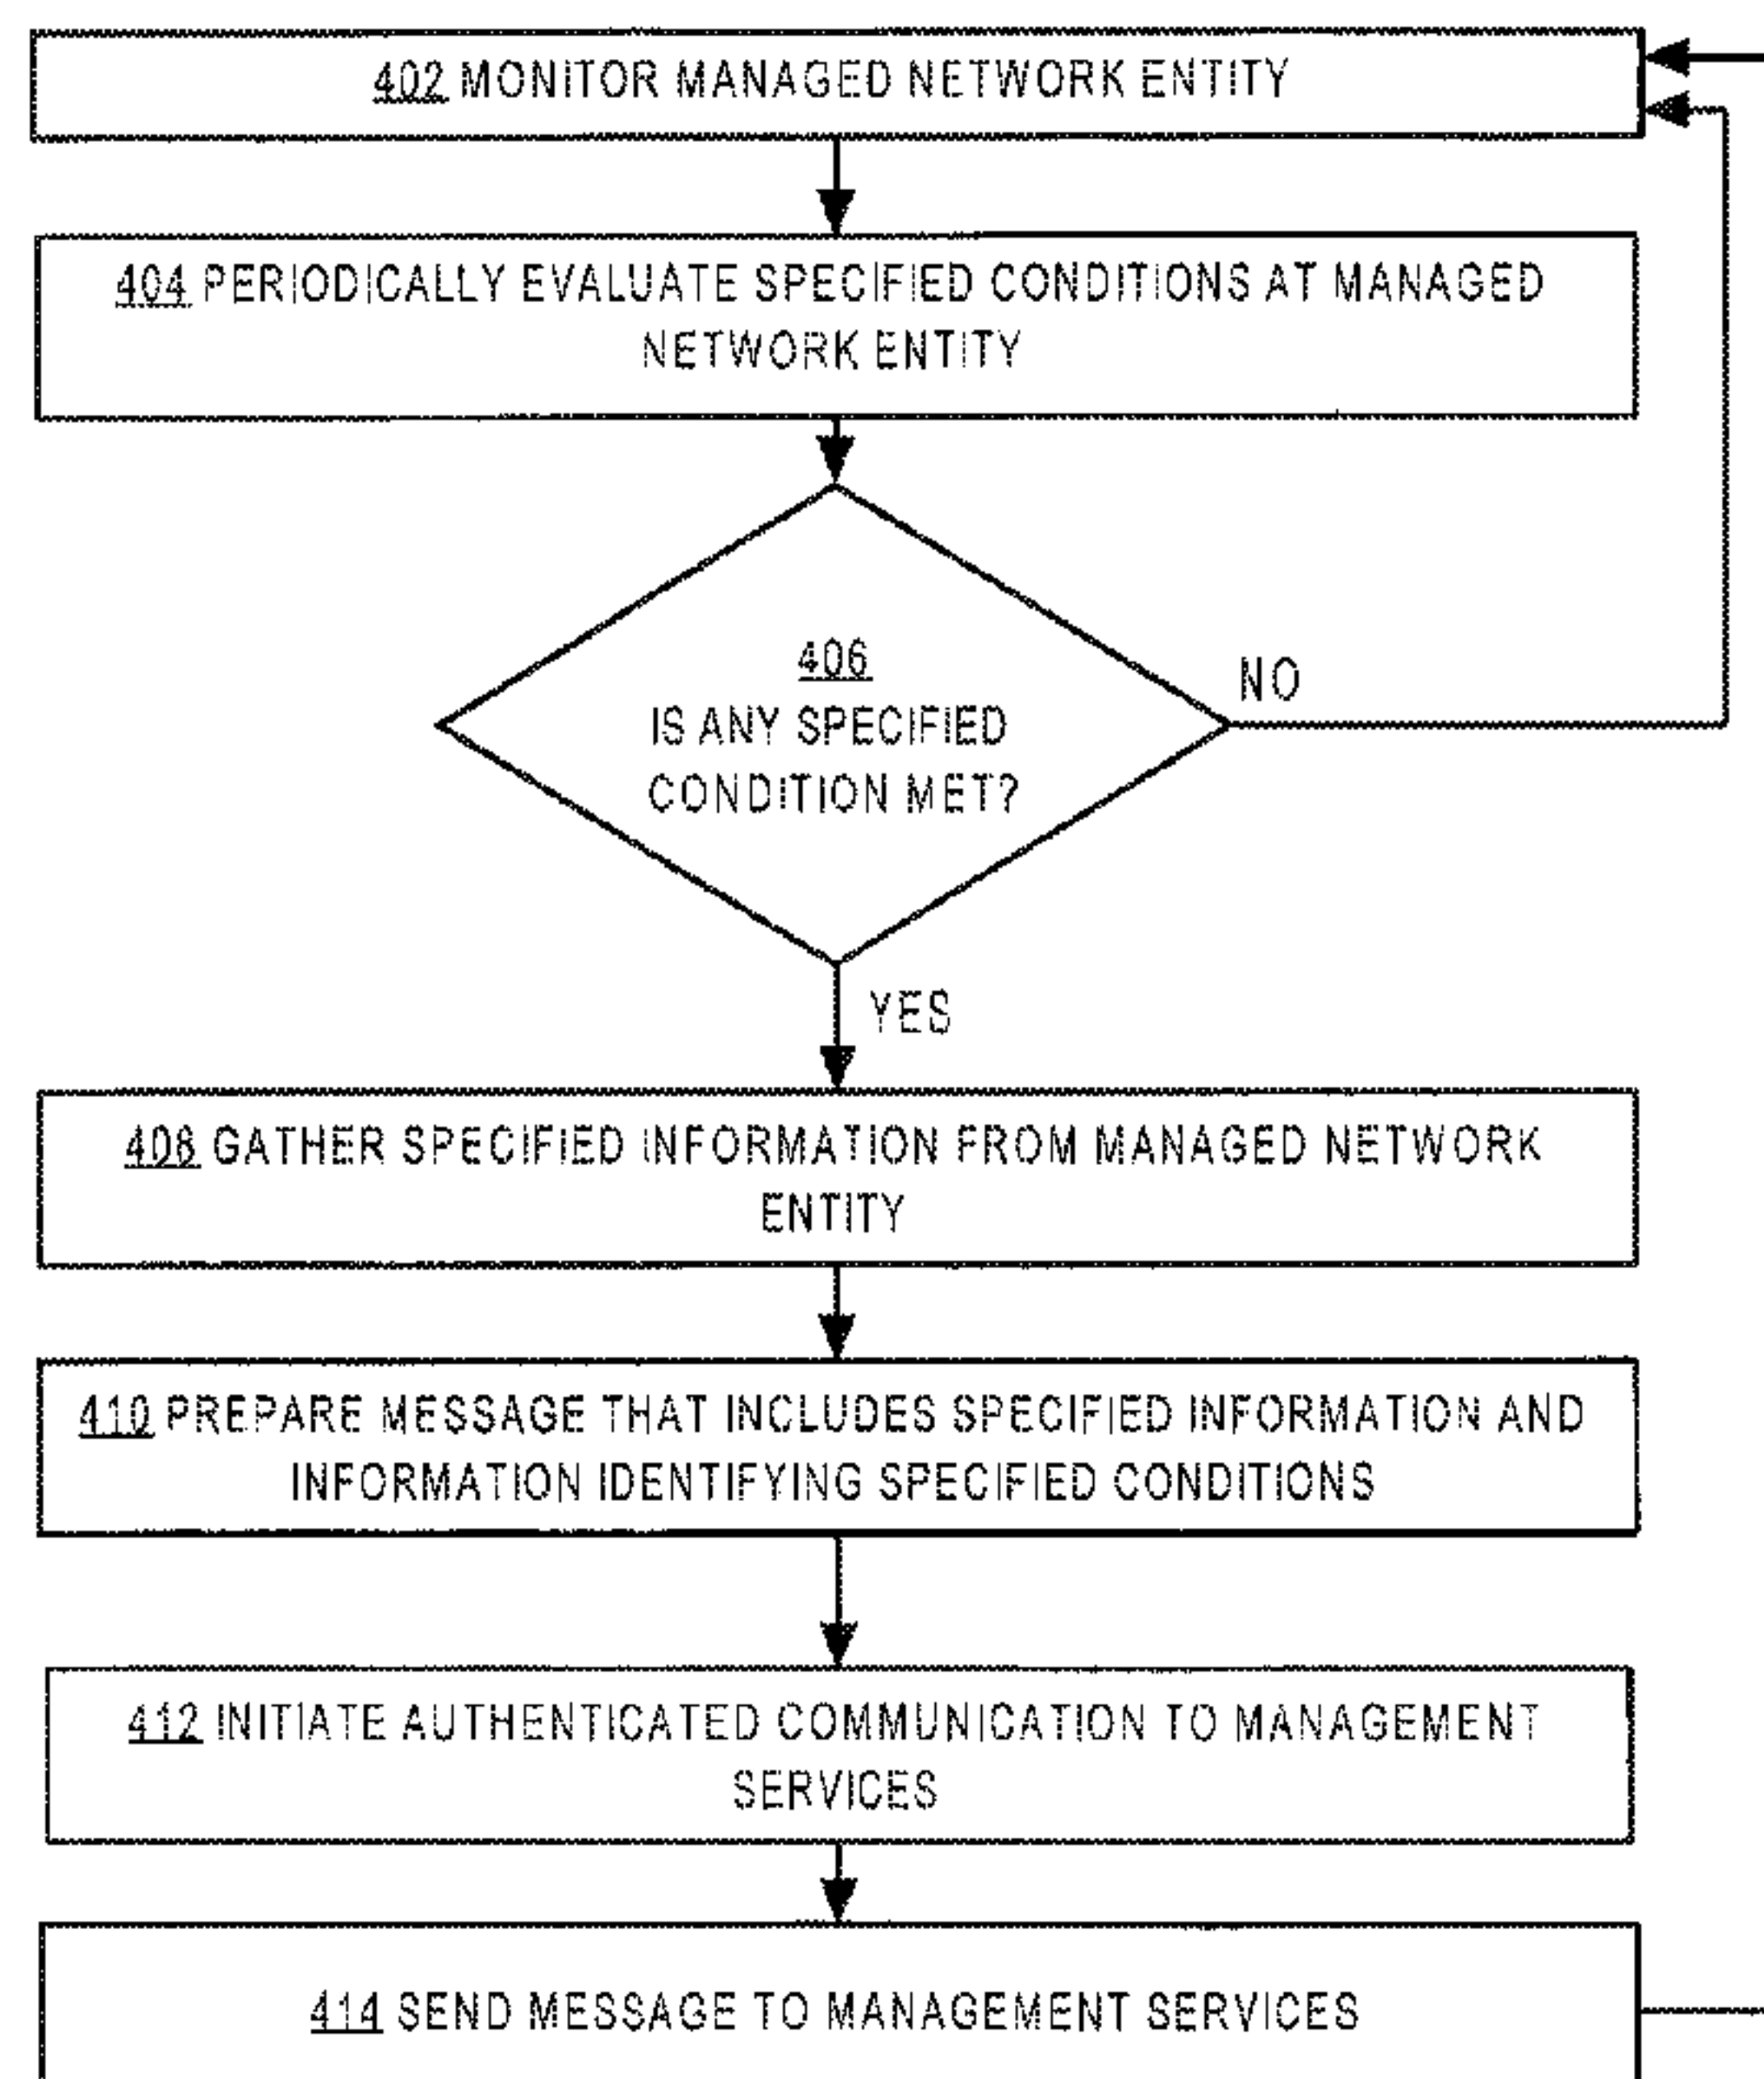 402 MONITOR MANAGED NETWORK ENTITY
404 PERIODICALLY EVALUATE SPECIFIED CONDITIONS AT MANAGED
NETWORK ENTITY
406
IS ANY SPECIFIED
CONDITION MET?
NO
YES
408 GATHER SPECIFIED INFORMATION FROM MANAGED NETWORK
ENTITY
410 PREPARE MESSAGE THAT INCLUDES SPECIFIED INFORMATION AND
INFORMATION IDENTIFYING SPECIFIED CONDITIONS
412 INITIATE AUTHENTICATED COMMUNICATION TO MANAGEMENT
SERVICES
414 SEND MESSAGE TO MANAGEMENT SERVICES